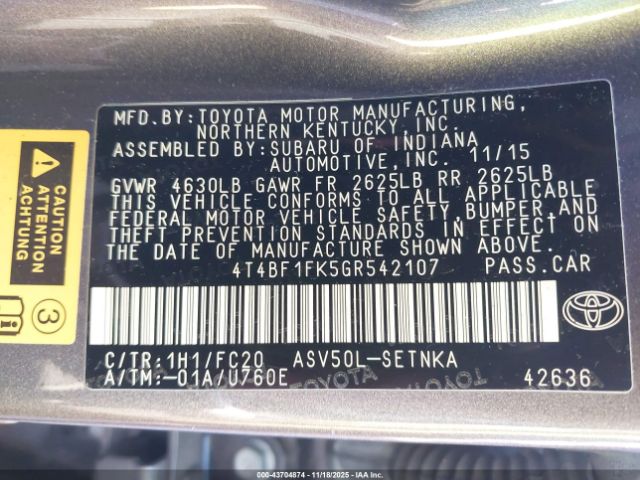 MFD.BY: TOYOTA MOTOR MANUFACTURING,
NORTHERN KENTUCKY, INC.
ASSEMBLED BY: SUBARU OF INDIANA
AUTOMOTIVE, INC. 11/15
GVWR 4630LB GAWR FR 2625LB RR 2625LB
THIS VEHICLE CONFORMS TO ALL APPLICABLE
FEDERAL MOTOR VEHICLE SAFETY, BUMPER, AND
THEFT PREVENTION STANDARDS IN EFFECT ON
THE DATE OF MANUFACTURE SHOWN ABOVE.
4T4BF1FK5GR542107 PASS.CAR
C/TR: 1H1/FC20 ASV50L-SETNKA
A/TM: -01A/U760E 42636
TOYOTA
CAUTION
ATTENTION
ACHTUNG
3
000-43704874 | 11/18/2025 - IAA Inc.